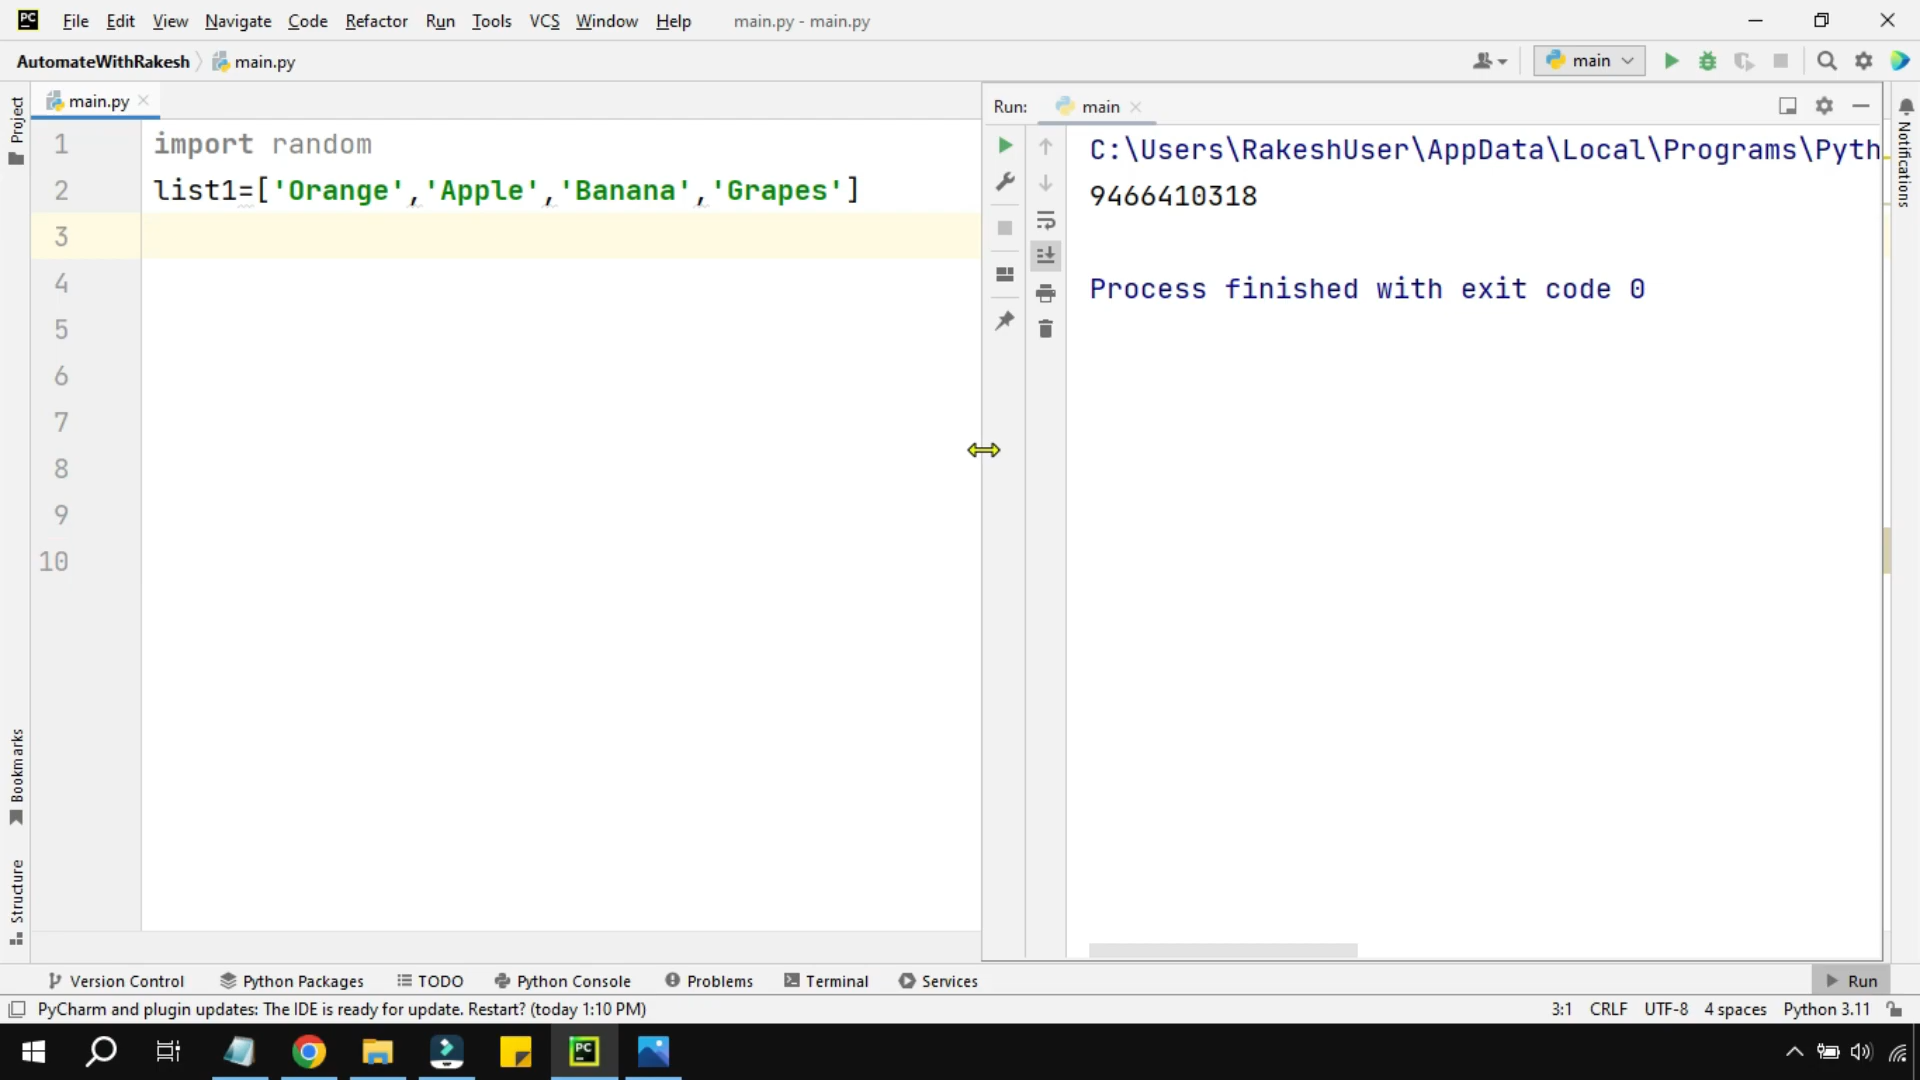 PC File Edit View Navigate Code Refactor Run Tools VCS Window Help main.py - main.py
AutomateWithRakesh main.py main
Project
main.py
Run: main
Notifications
1 import random
2 list1=['Orange','Apple','Banana','Grapes']
3
4
5
6
7
8
9
10
C:\Users\RakeshUser\AppData\Local\Programs\Pyth
9466410318
Process finished with exit code 0
Bookmarks
Structure
Version Control Python Packages TODO Python Console Problems Terminal Services Run
PyCharm and plugin updates: The IDE is ready for update. Restart? (today 1:10 PM) 3:1 CRLF UTF-8 4 spaces Python 3.11
PC